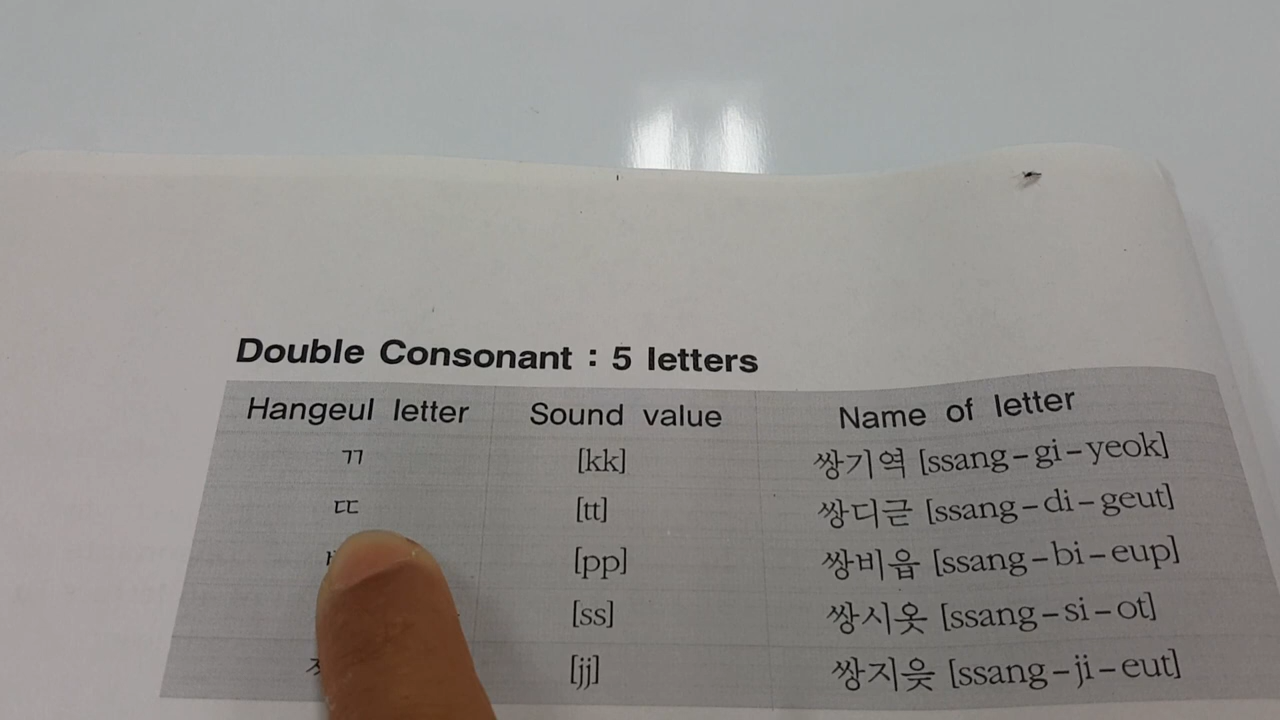 Double Consonant : 5 letters
Hangeul letter Sound value Name of letter
ㄲ [kk] 쌍기역 [ssang-gi-yeok]
ㄸ [tt] 쌍디귿 [ssang-di-geut]
[pp] 쌍비읍 [ssang-bi-eup]
[ss] 쌍시옷 [ssang-si-ot]
[jj] 쌍지읒 [ssang-ji-eut]